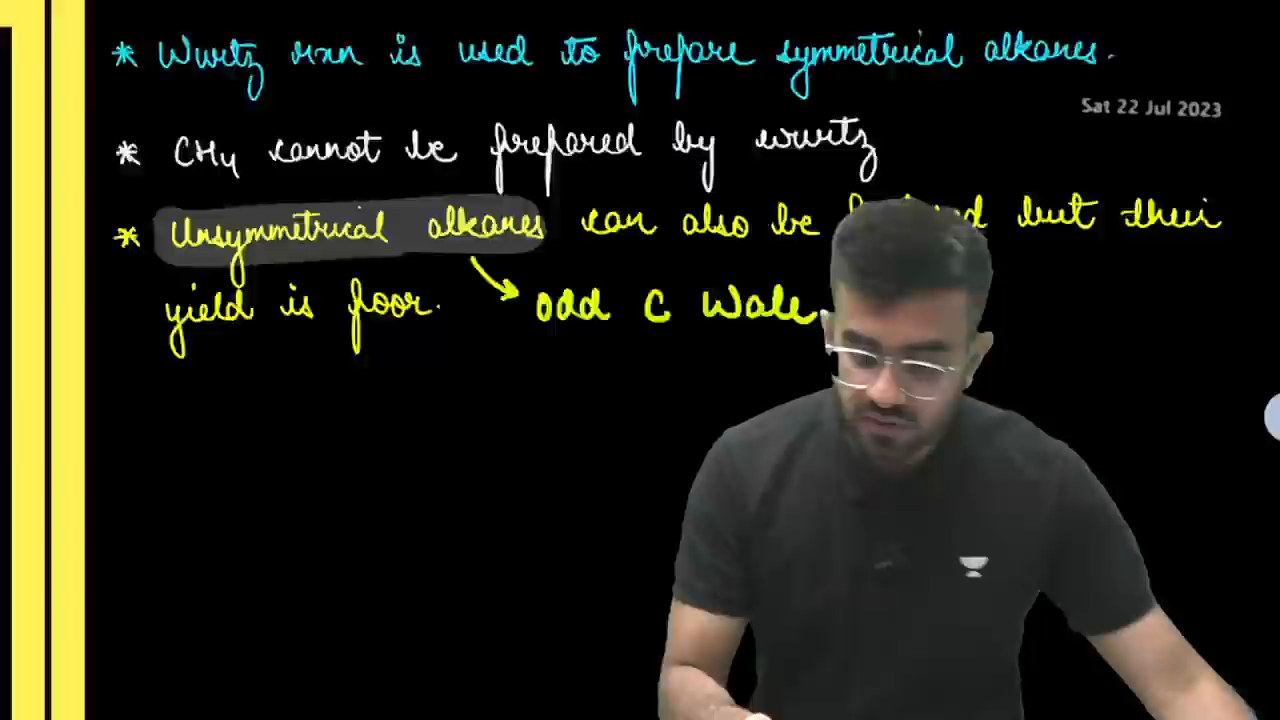 * Wurtz rxn is used to prepare symmetrical alkanes.
Sat 22 Jul 2023
* CH4 cannot be prepared by wurtz
* Unsymmetrical alkanes can also be but their
yield is poor. → odd C Wale